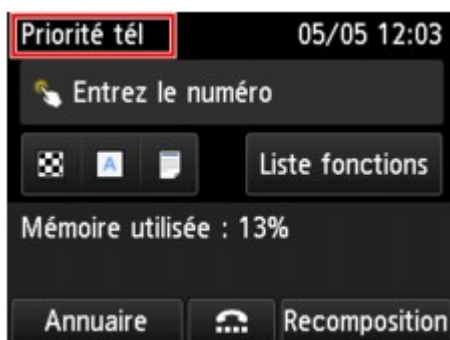 Priorité tél 05/05 12:03
Entrez le numéro
A Liste fonctions
Mémoire utilisée : 13%
Annuaire Recomposition